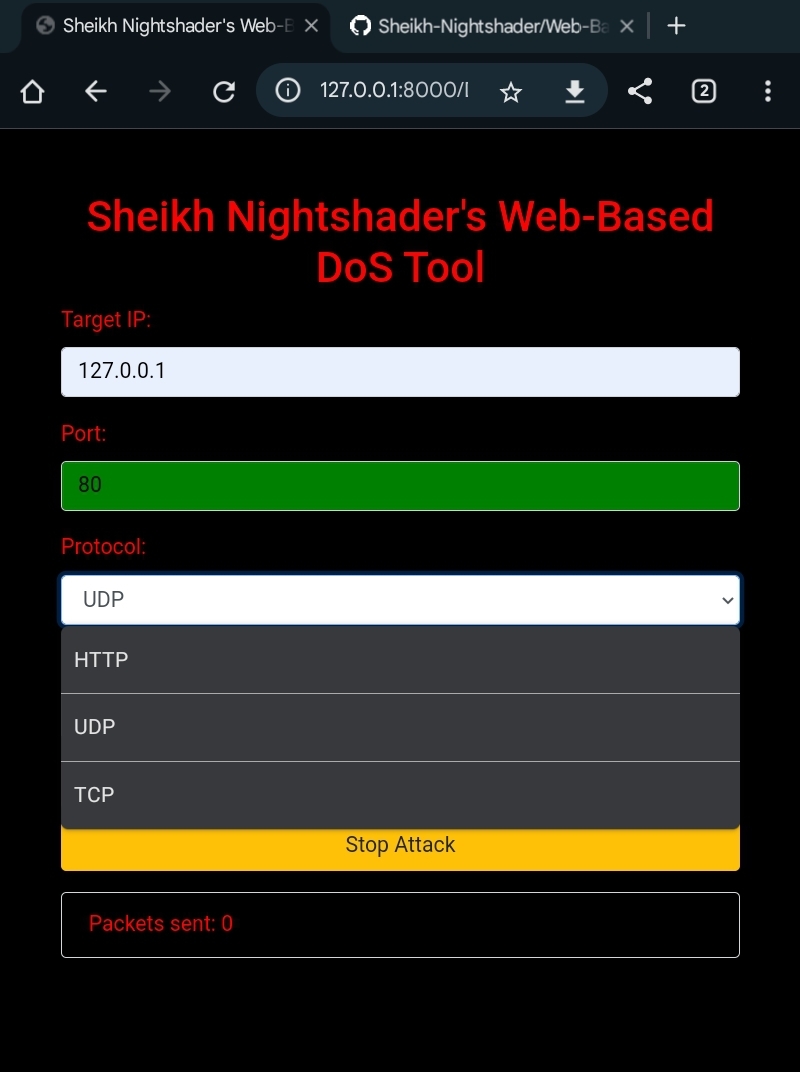 Sheikh Nightshader's Web-B
Sheikh-Nightshader/Web-Ba
127.0.0.1:8000/
2
Sheikh Nightshader's Web-Based
DoS Tool
Target IP:
127.0.0.1
Port:
80
Protocol:
UDP
HTTP
UDP
TCP
Stop Attack
Packets sent: 0